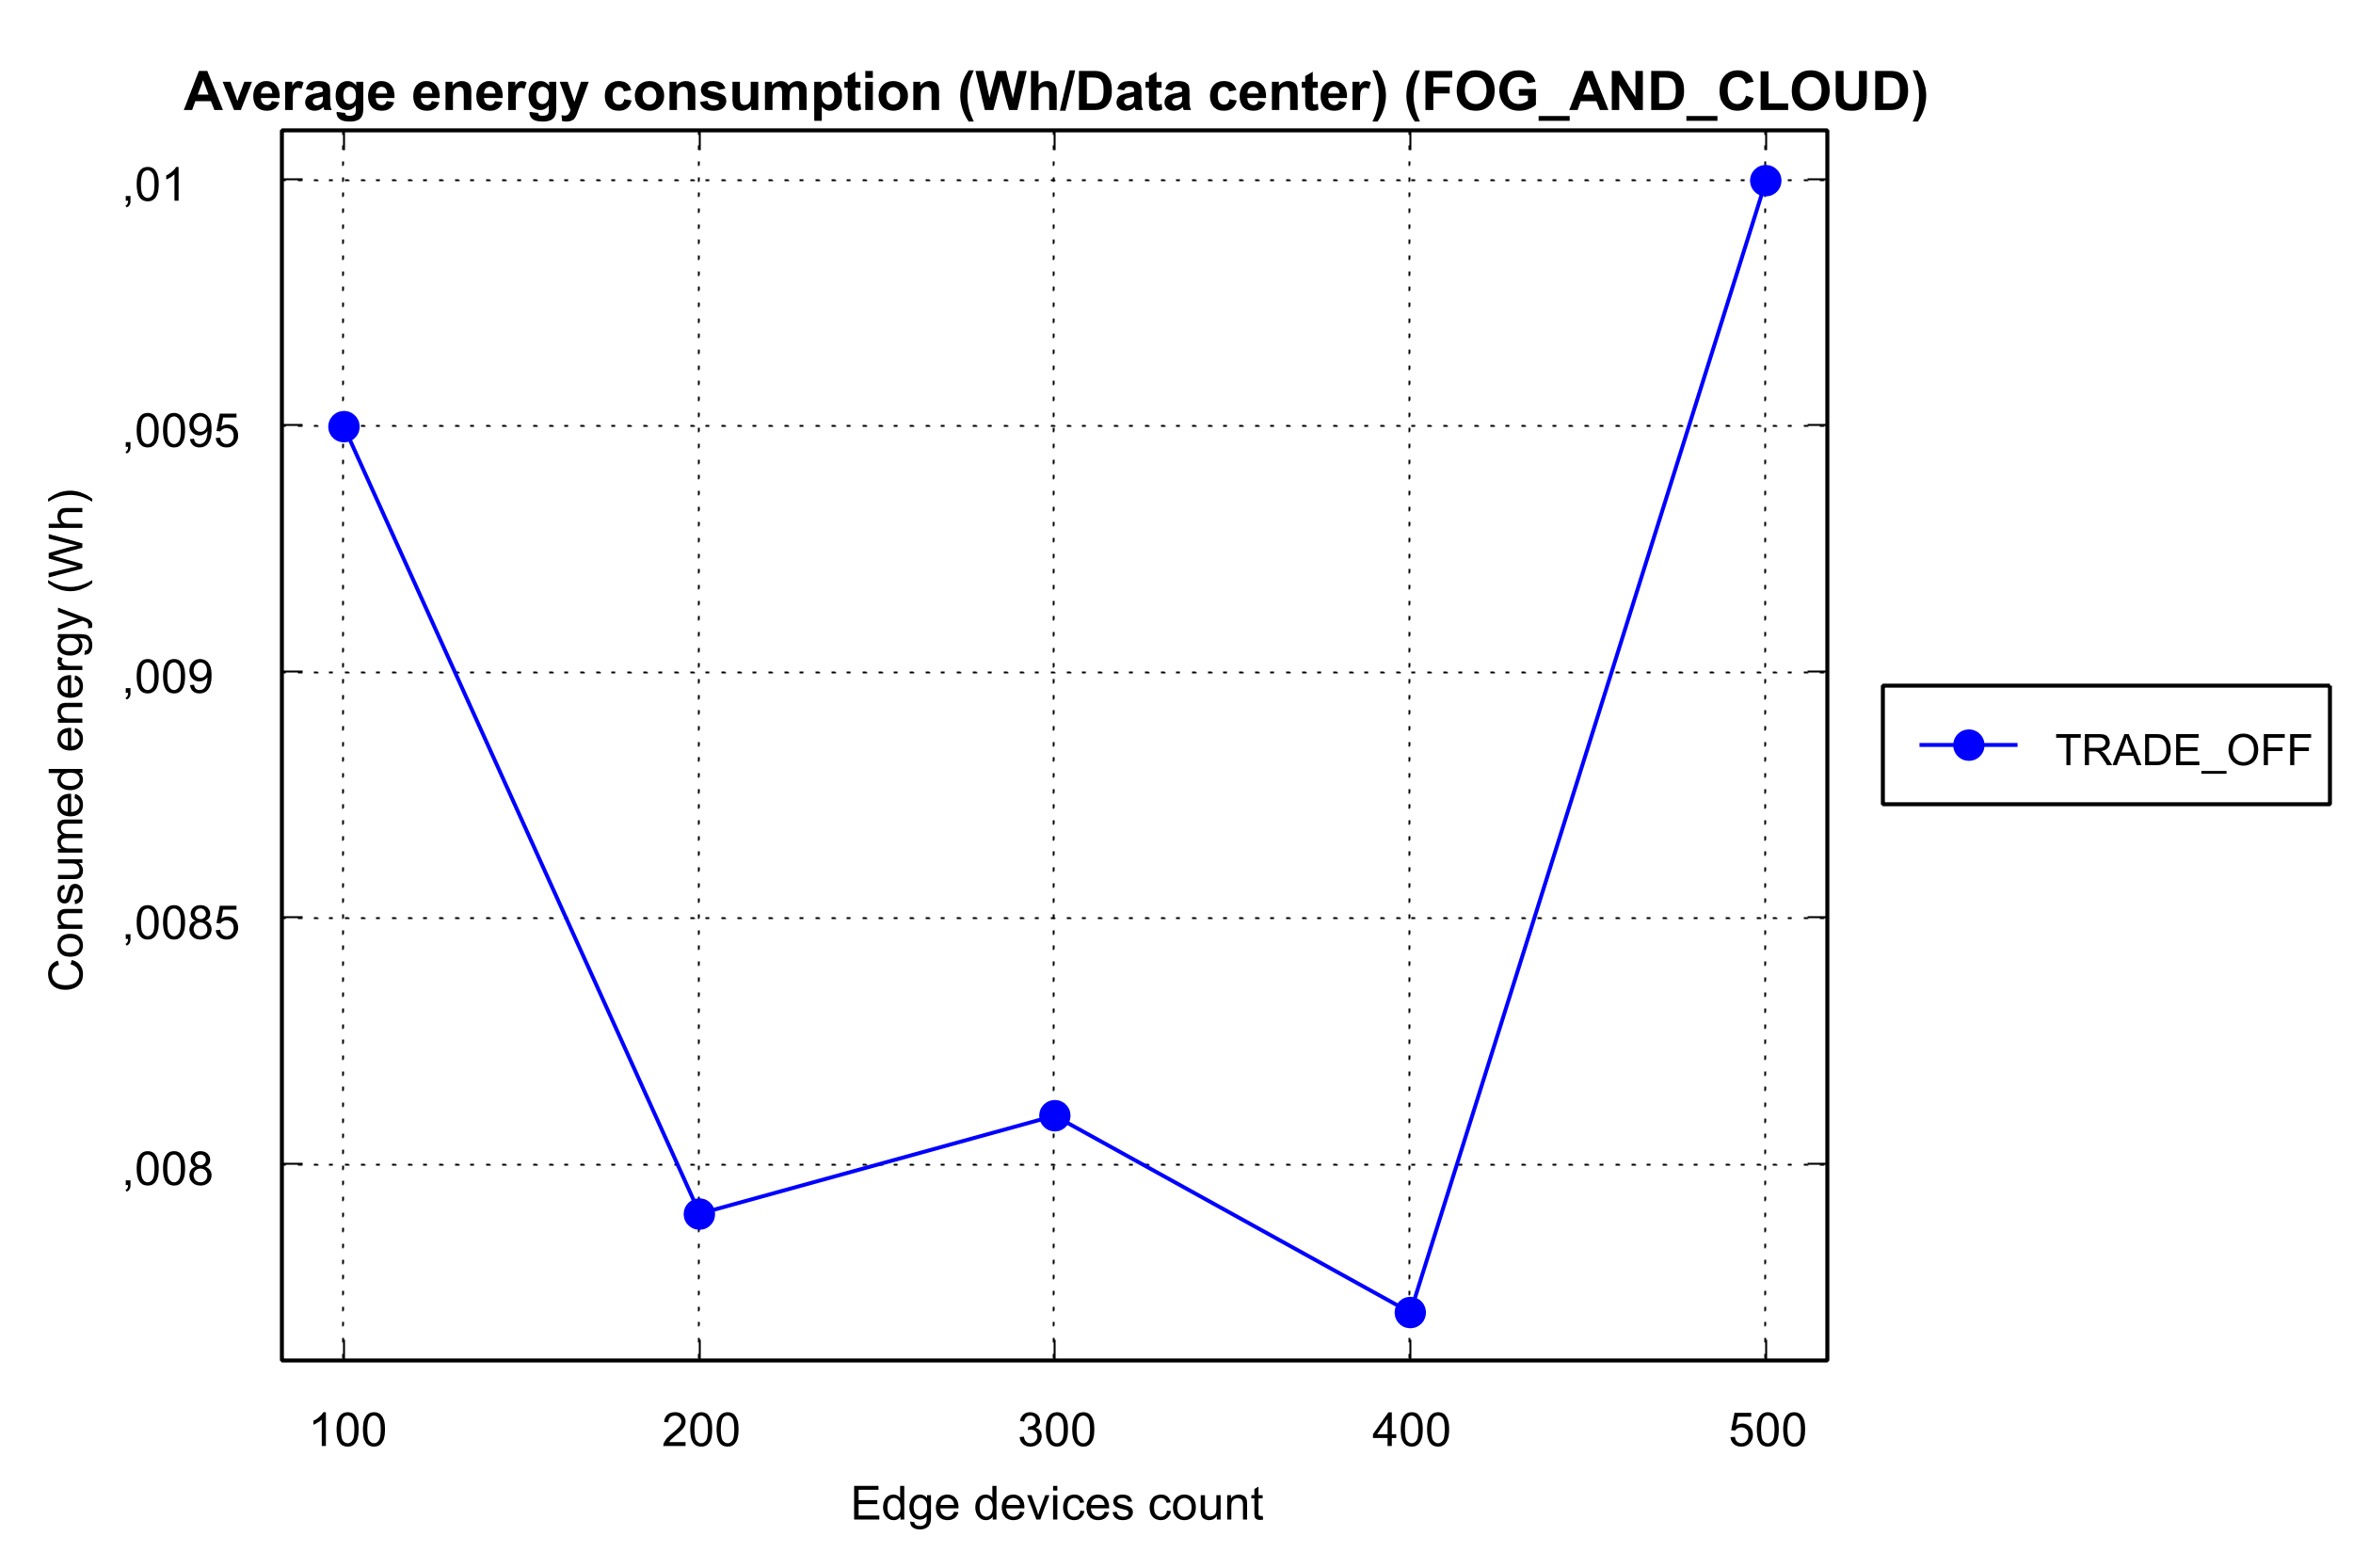 Average energy consumption (Wh/Data center) (FOG_AND_CLOUD)
,01
,0095
,009
,0085
,008
Consumed energy (Wh)
100 200 300 400 500
Edge devices count
TRADE_OFF